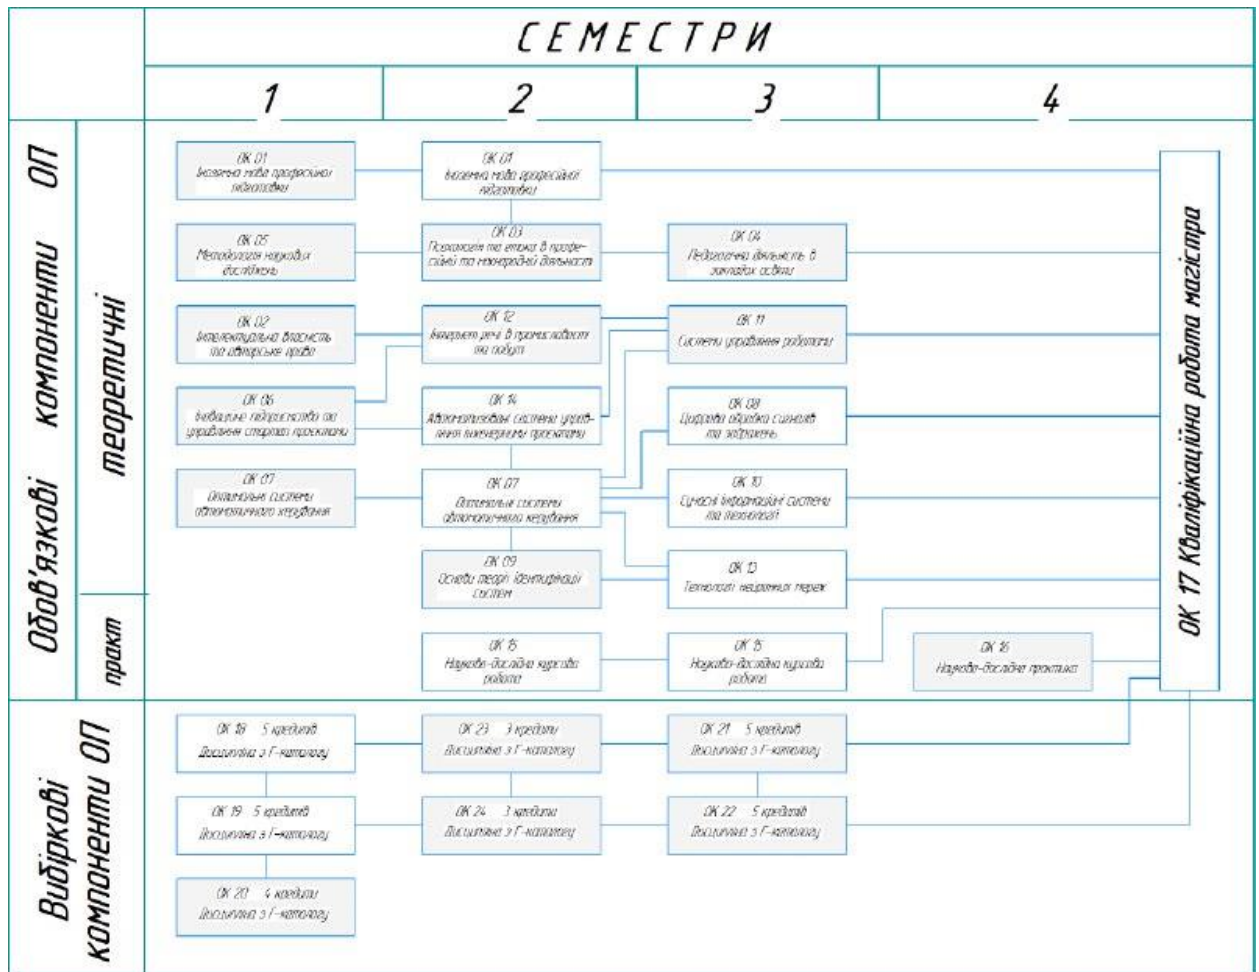 СЕМЕСТРИ
1
2
3
4
Обов'язкові компоненти ОП
теоретичні
практ
ОК 01
Іноземна мова професійної
підготовки
ОК 01
Іноземна мова професійної
підготовки
ОК 05
Методологія наукових
досліджень
ОК 03
Психологія та етика в профе-
сійній та міжнародній діяльності
ОК 04
Педагогічна діяльність в
закладах освіти
ОК 02
Інтелектуальна власність
та авторське право
ОК 12
Інтернет речі в промисловості
та побуті
ОК 11
Системи управління роботами
ОК 06
Інноваційне підприємство та
управління стартап проєктами
ОК 14
Автоматизовані системи управ-
ління інженерними проєктами
ОК 08
Цифрова обробка сигналів
та зображень
ОК 07
Оптимальні системи
автоматичного керування
ОК 07
Оптимальні системи
автоматичного керування
ОК 10
Сучасні інформаційні системи
та технології
ОК 09
Основи теорії ідентифікації
систем
ОК 13
Технології нейронних мереж
ОК 15
Науково-дослідна курсова
робота
ОК 15
Науково-дослідна курсова
робота
ОК 16
Науково-дослідна практика
ОК 17 Кваліфікаційна робота магістра
Вибіркові
компоненти ОП
ОК 18 5 кредитів
Дисципліна з Г-каталогу
ОК 23 3 кредити
Дисципліна з Г-каталогу
ОК 21 5 кредитів
Дисципліна з Г-каталогу
ОК 19 5 кредитів
Дисципліна з Г-каталогу
ОК 24 3 кредити
Дисципліна з Г-каталогу
ОК 22 5 кредитів
Дисципліна з Г-каталогу
ОК 20 4 кредити
Дисципліна з Г-каталогу